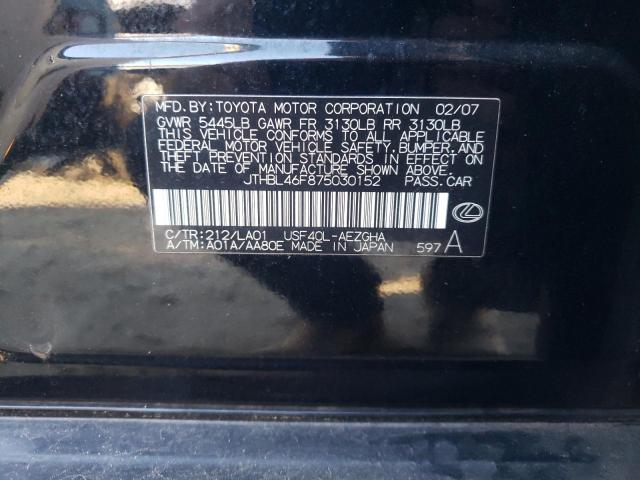 MFD. BY: TOYOTA MOTOR CORPORATION 02/07
GVWR 5445LB GAWR FR 3130LB RR 3130LB
THIS VEHICLE CONFORMS TO ALL APPLICABLE
FEDERAL MOTOR VEHICLE SAFETY, BUMPER, AND
THEFT PREVENTION STANDARDS IN EFFECT ON
THE DATE OF MANUFACTURE SHOWN ABOVE.
JTHBL46F875030152 PASS. CAR
C/TR: 212/LA01 USF40L-AEZGHA
A/TM: A01A/AA80E MADE IN JAPAN 597 A